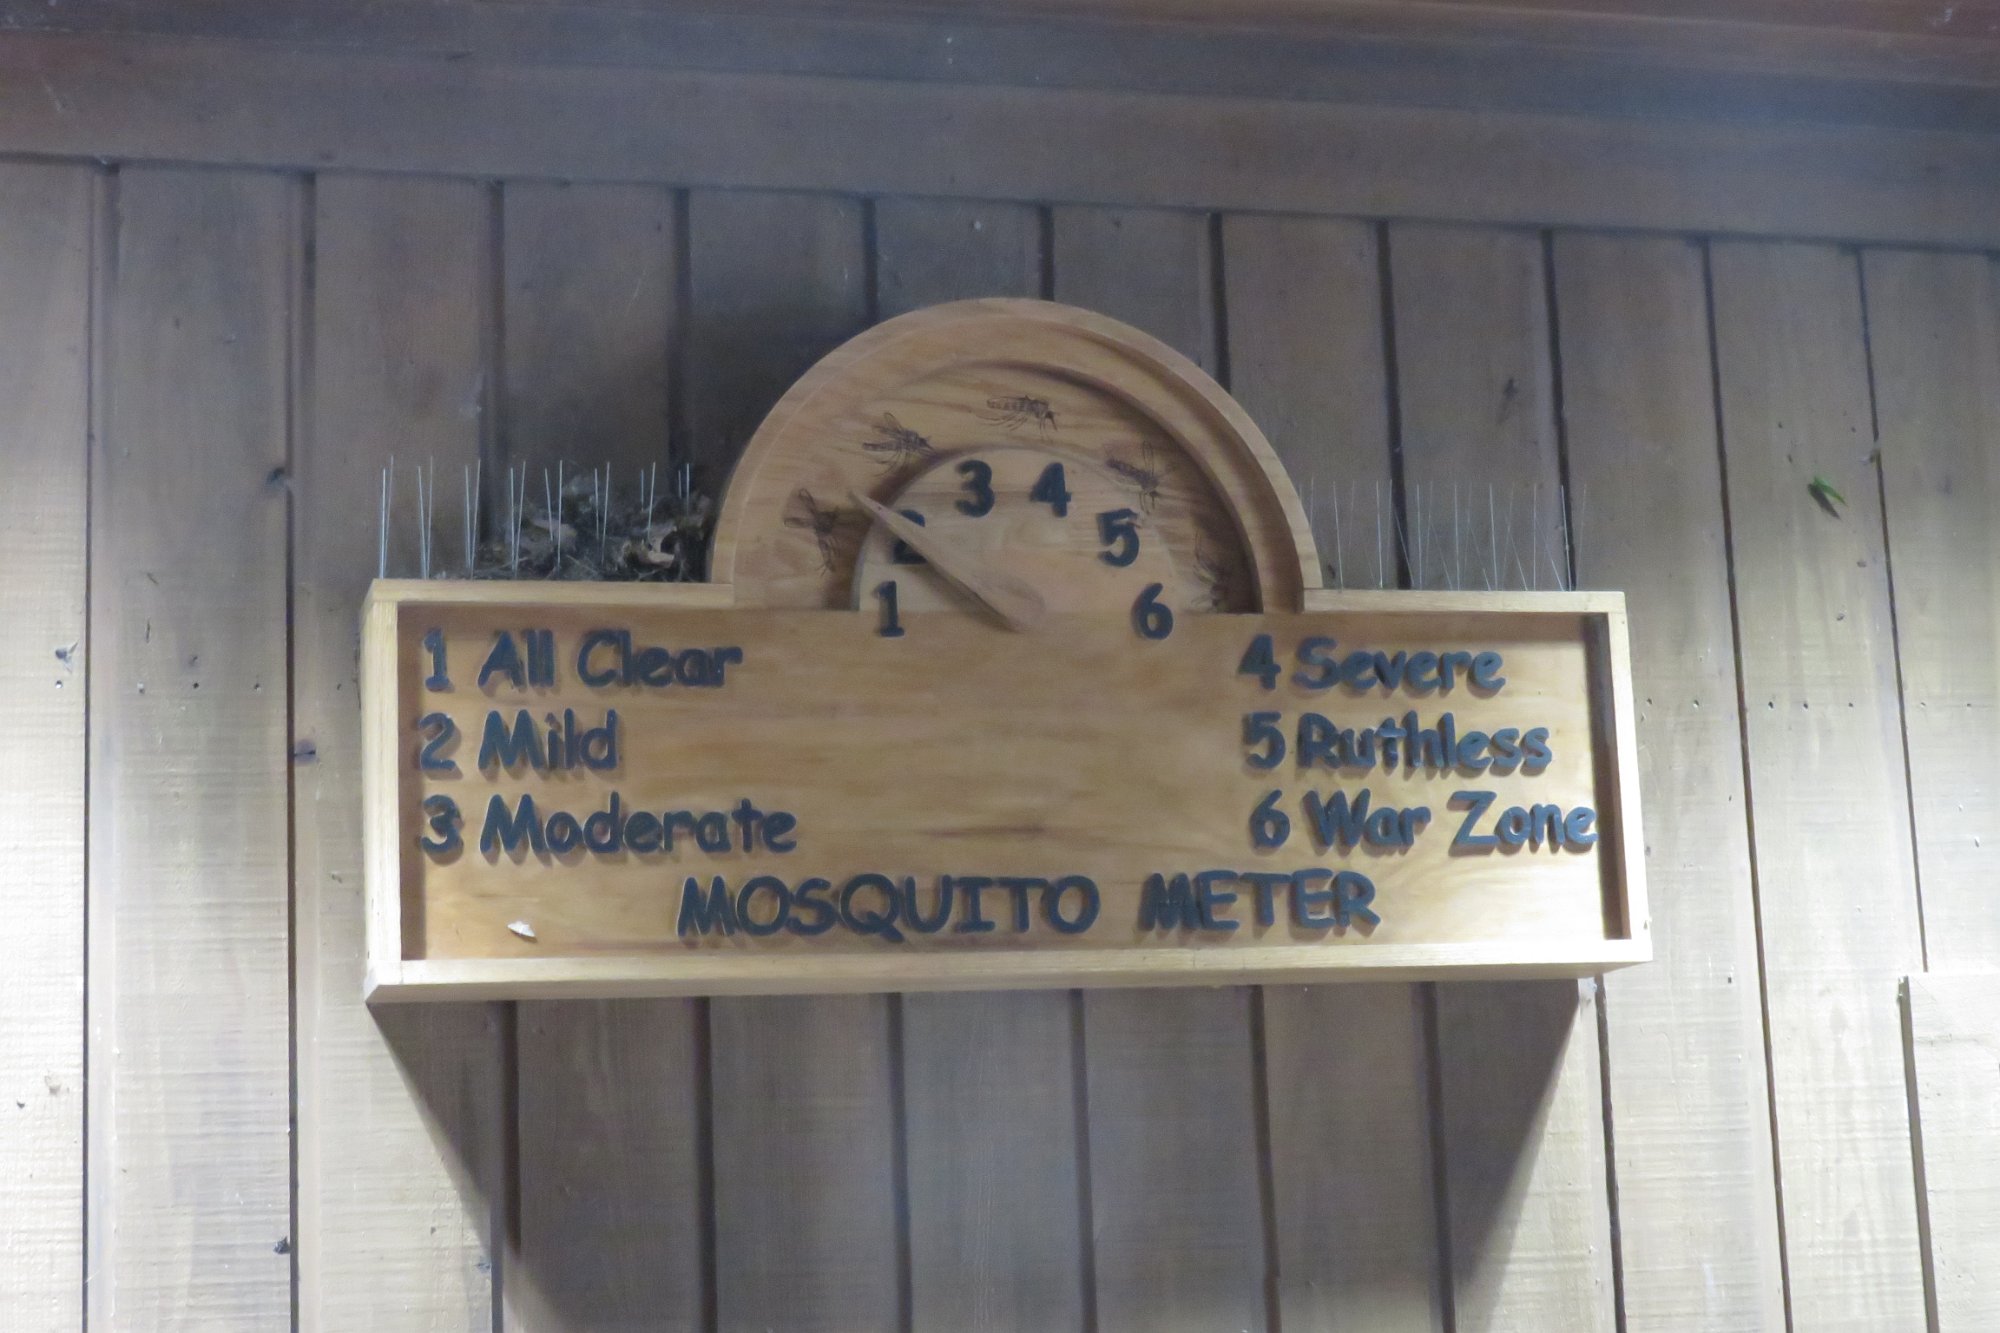 1 2 3 4 5 6
1 All Clear
2 Mild
3 Moderate
4 Severe
5 Ruthless
6 War Zone
MOSQUITO METER